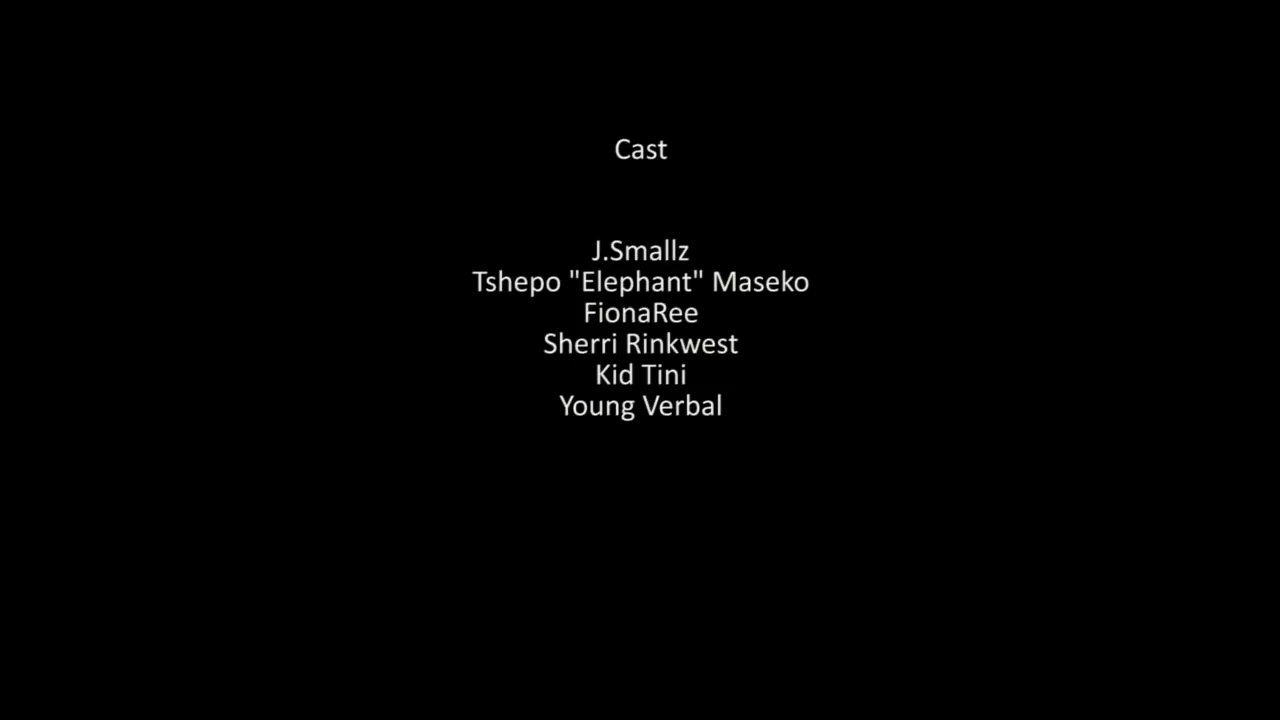 Cast
J.Smallz
Tshepo "Elephant" Maseko
FionaRee
Sherri Rinkwest
Kid Tini
Young Verbal